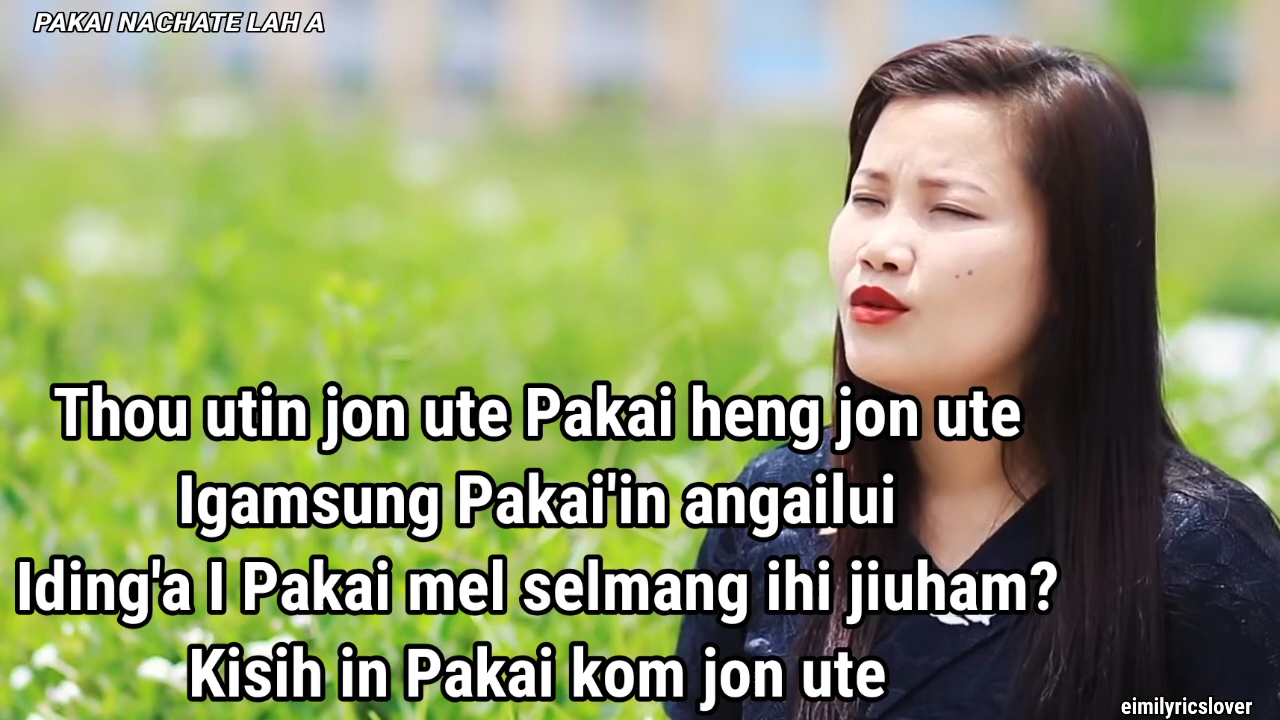 PAKAI NACHATE LAH A
Thou utin jon ute Pakai heng jon ute
Igamsung Pakai'in angailui
Iding'a I Pakai mel selmang ihi jiuham?
Kisih in Pakai kom jon ute
eimilyricslover